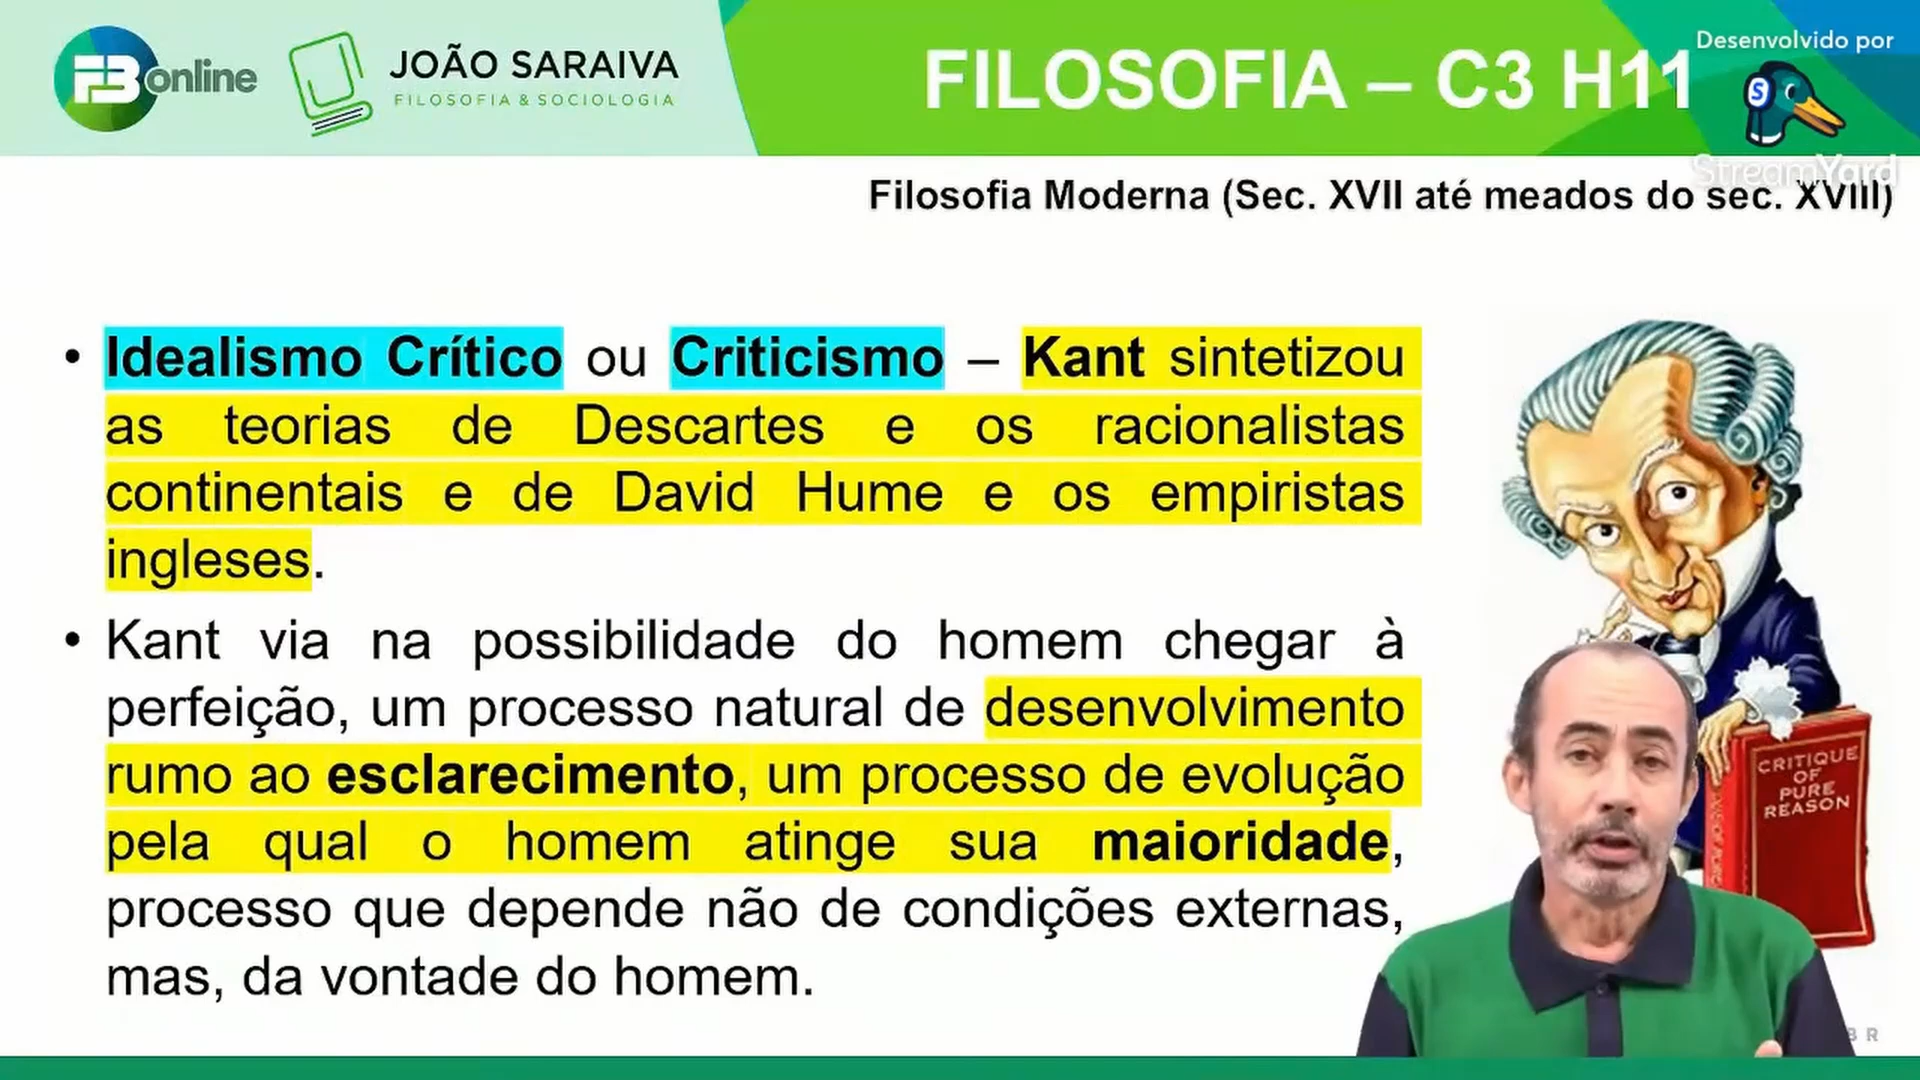 FB online
JOÃO SARAIVA
FILOSOFIA & SOCIOLOGIA
FILOSOFIA – C3 H11
Desenvolvido por
S
StreamYard
Filosofia Moderna (Sec. XVII até meados do sec. XVIII)
• Idealismo Crítico ou Criticismo – Kant sintetizou
as teorias de Descartes e os racionalistas
continentais e de David Hume e os empiristas
ingleses.
• Kant via na possibilidade do homem chegar à
perfeição, um processo natural de desenvolvimento
rumo ao esclarecimento, um processo de evolução
pela qual o homem atinge sua maioridade,
processo que depende não de condições externas,
mas, da vontade do homem.
CRITIQUE
OF
PURE
REASON
BR